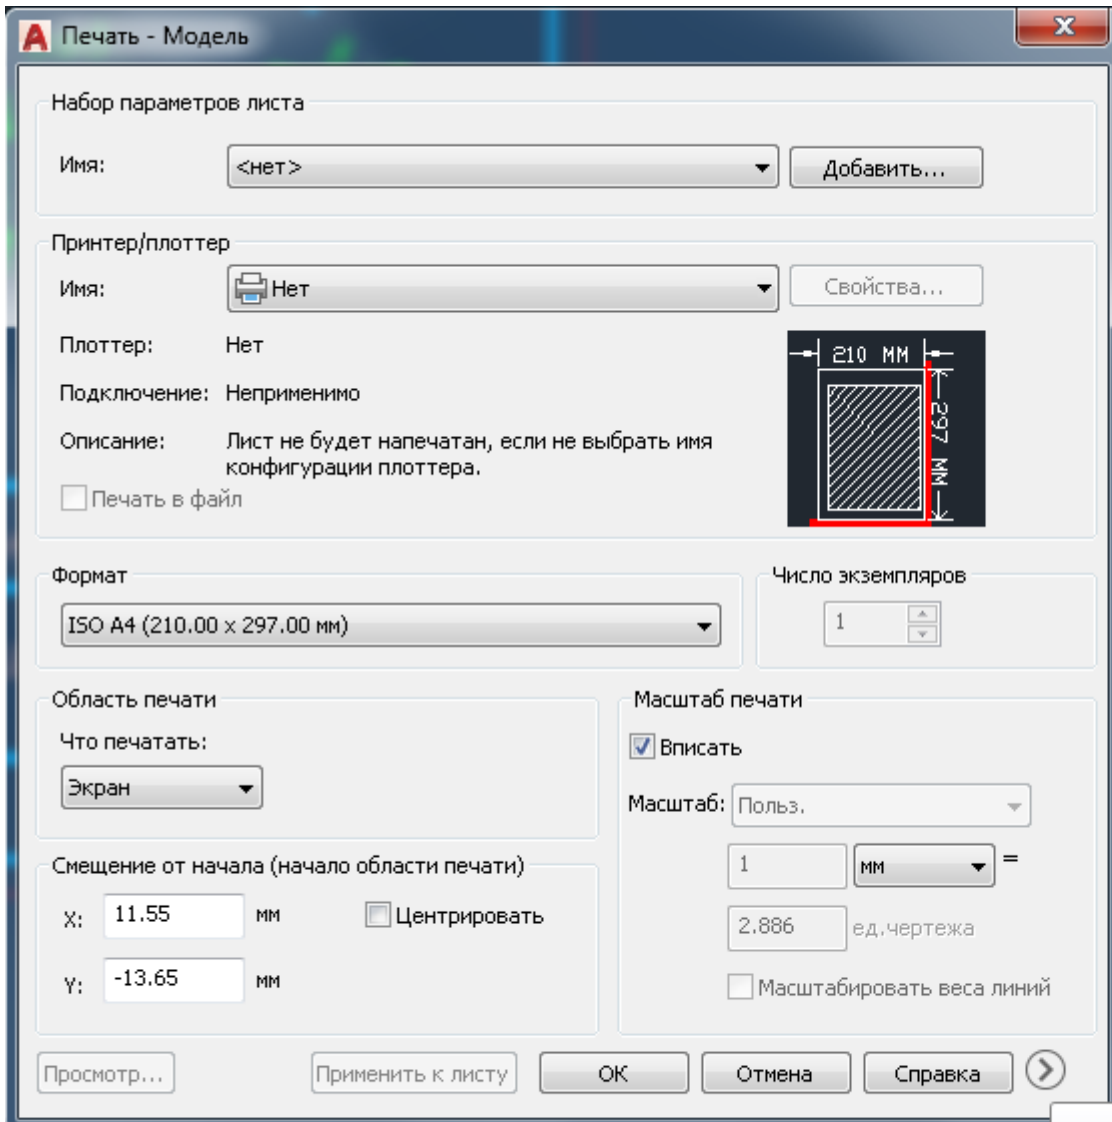 Печать - Модель
Набор параметров листа
Имя:
<нет>
Добавить...
Принтер/плоттер
Имя:
Нет
Свойства...
Плоттер:
Нет
Подключение:
Неприменимо
Описание:
Лист не будет напечатан, если не выбрать имя
конфигурации плоттера.
Печать в файл
210 MM
297 MM
Формат
ISO A4 (210.00 x 297.00 мм)
Число экземпляров
1
Область печати
Что печатать:
Экран
Масштаб печати
Вписать
Масштаб:
Польз.
1
мм
=
2.886
ед.чертежа
Масштабировать веса линий
Смещение от начала (начало области печати)
X:
11.55
мм
Центрировать
Y:
-13.65
мм
Просмотр...
Применить к листу
ОК
Отмена
Справка